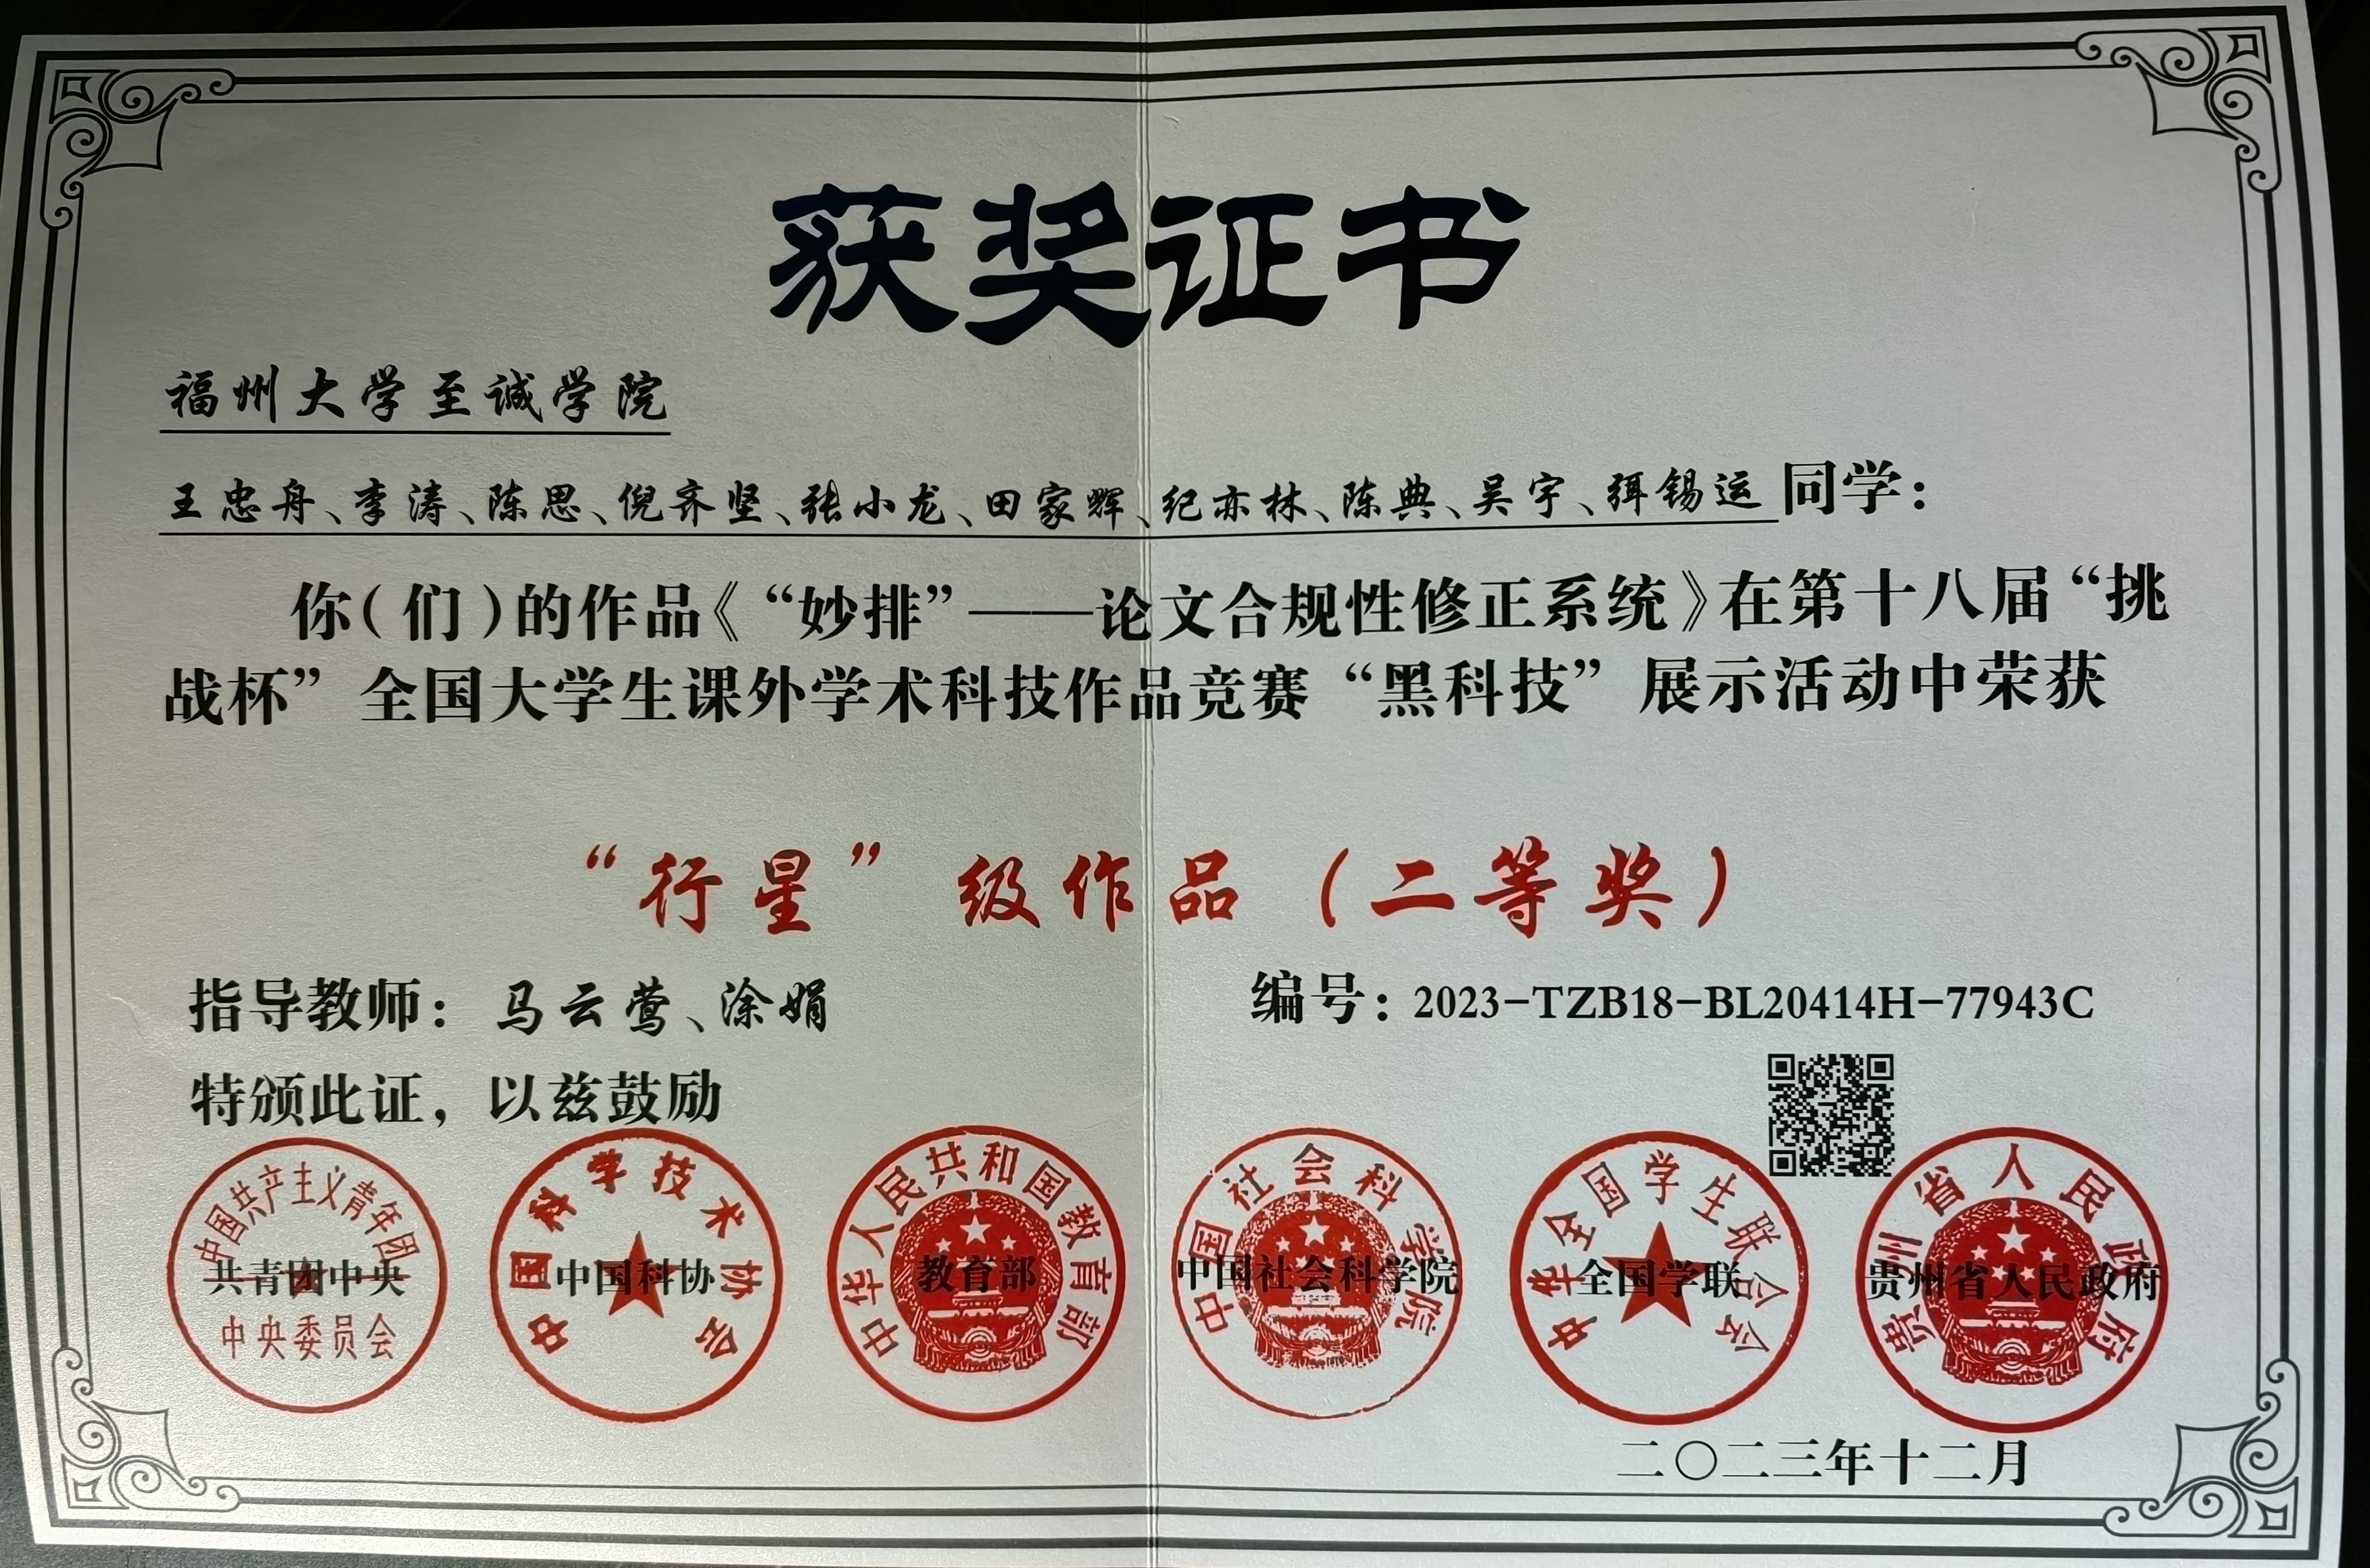 获奖证书
福州大学至诚学院
王忠舟、李涛、陈思、倪齐坚、张小龙、田家辉、纪亦林、陈典、吴宇、弭锡运 同学：
你(们)的作品《“妙排”——论文合规性修正系统》在第十八届“挑
战杯”全国大学生课外学术科技作品竞赛“黑科技”展示活动中荣获
“行星”级作品（二等奖）
指导教师：马云莺、涂娟
编号：2023-TZB18-BL20414H-77943C
特颁此证，以兹鼓励
中国共产主义青年团
中央委员会
共青团中央
中国科学技术协会
中国科协
中华人民共和国教育部
教育部
中国社会科学院
中国社会科学院
中华全国学生联合会
全国学联
贵州省人民政府
贵州省人民政府
二〇二三年十二月